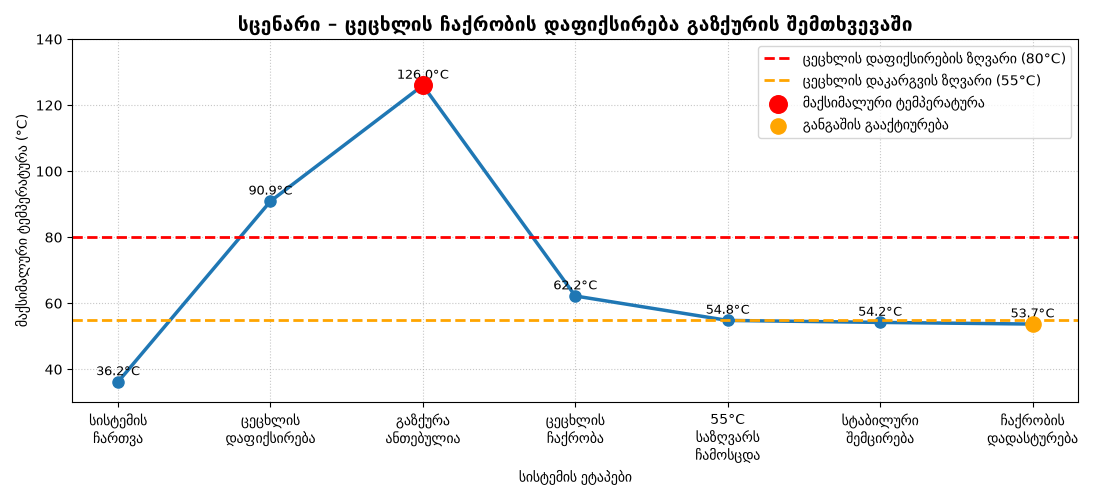 სცენარი – ცეცხლის ჩაქრობის დაფიქსირება გაზქურის შემთხვევაში
მაქსიმალური ტემპერატურა (°C)
140
120
100
80
60
40
ცეცხლის დაფიქსირების ზღვარი (80°C)
ცეცხლის დაკარგვის ზღვარი (55°C)
მაქსიმალური ტემპერატურა
განგაშის გააქტიურება
36.2°C
90.9°C
126.0°C
62.2°C
54.8°C
54.2°C
53.7°C
სისტემის
ჩართვა
ცეცხლის
დაფიქსირება
გაზქურა
ანთებულია
ცეცხლის
ჩაქრობა
55°C
საზღვარს
ჩამოსცდა
სტაბილური
შემცირება
ჩაქრობის
დადასტურება
სისტემის ეტაპები